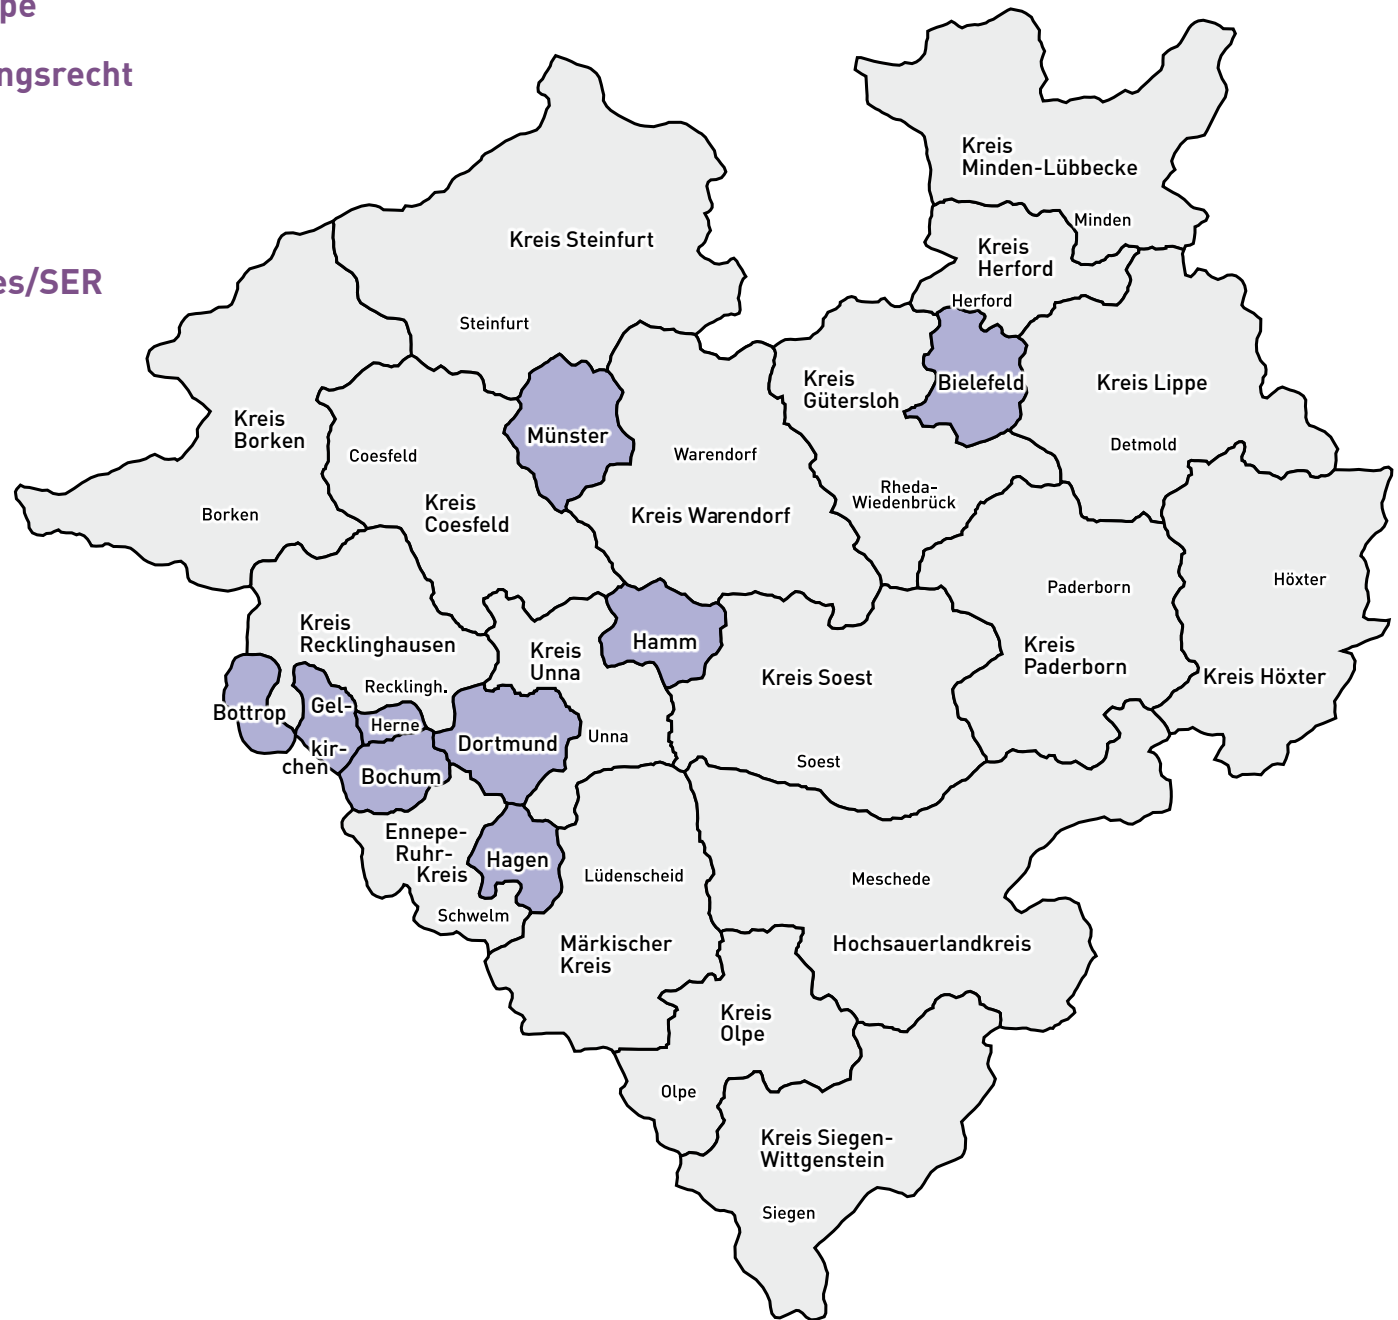 pe
ngsrecht
es/SER
Kreis
Minden-Lübbecke
Minden
Kreis
Herford
Herford
Kreis Steinfurt
Steinfurt
Kreis
Gütersloh
Bielefeld
Kreis Lippe
Detmold
Kreis
Borken
Borken
Coesfeld
Kreis
Coesfeld
Münster
Warendorf
Kreis Warendorf
Rheda-
Wiedenbrück
Paderborn
Kreis
Paderborn
Höxter
Kreis Höxter
Kreis
Recklinghausen
Recklingh.
Kreis
Unna
Unna
Hamm
Kreis Soest
Soest
Bottrop
Gel-
kir-
chen
Herne
Bochum
Dortmund
Ennepe-
Ruhr-
Kreis
Schwelm
Hagen
Lüdenscheid
Märkischer
Kreis
Meschede
Hochsauerlandkreis
Kreis
Olpe
Olpe
Kreis Siegen-
Wittgenstein
Siegen